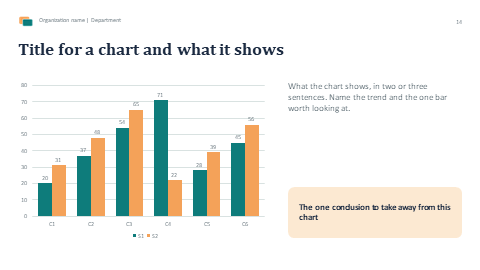 Organization name | Department
14
Title for a chart and what it shows
80
70
60
50
40
30
20
10
0
20
31
37
48
54
65
71
22
28
39
45
56
C1
C2
C3
C4
C5
C6
S1
S2
What the chart shows, in two or three
sentences. Name the trend and the one bar
worth looking at.
The one conclusion to take away from this
chart